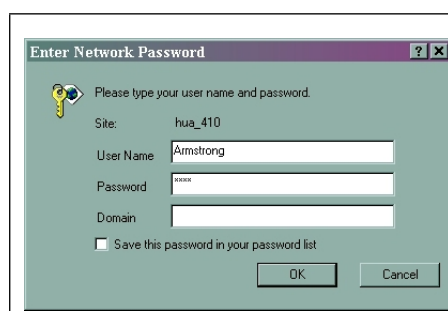 Enter Network Password
? X
Please type your user name and password.
Site: hua_410
User Name Armstrong
Password ××××
Domain
Save this password in your password list
OK Cancel